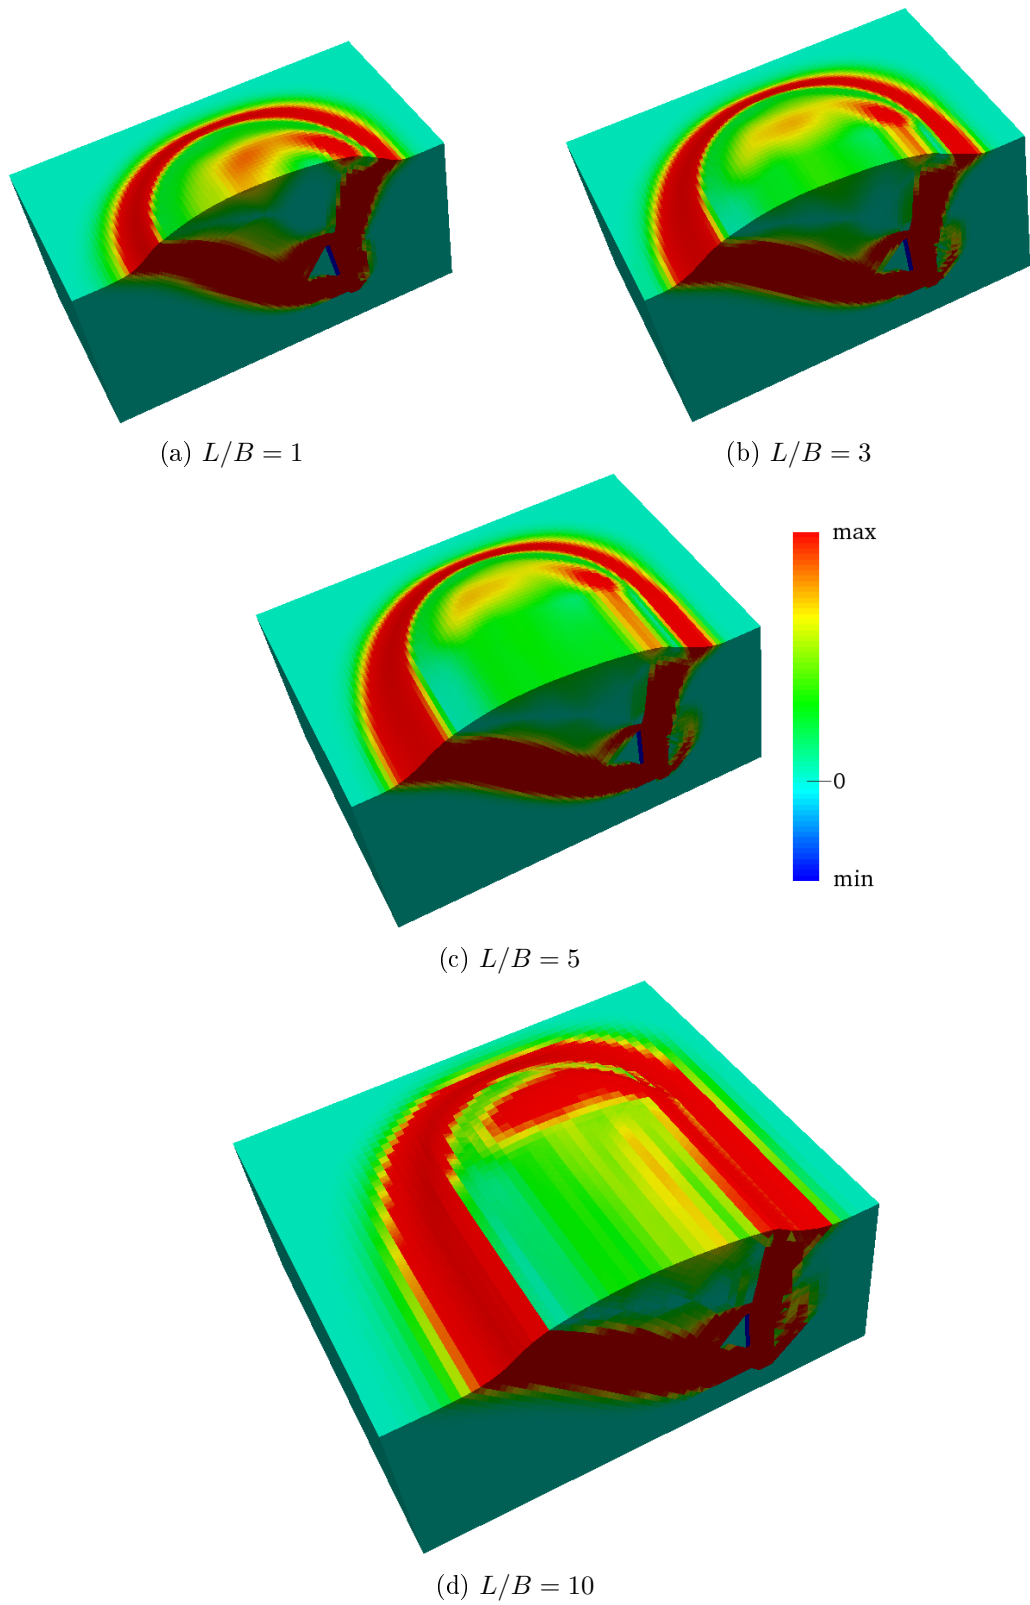 (a) L/B = 1
(b) L/B = 3
max
0
min
(c) L/B = 5
(d) L/B = 10